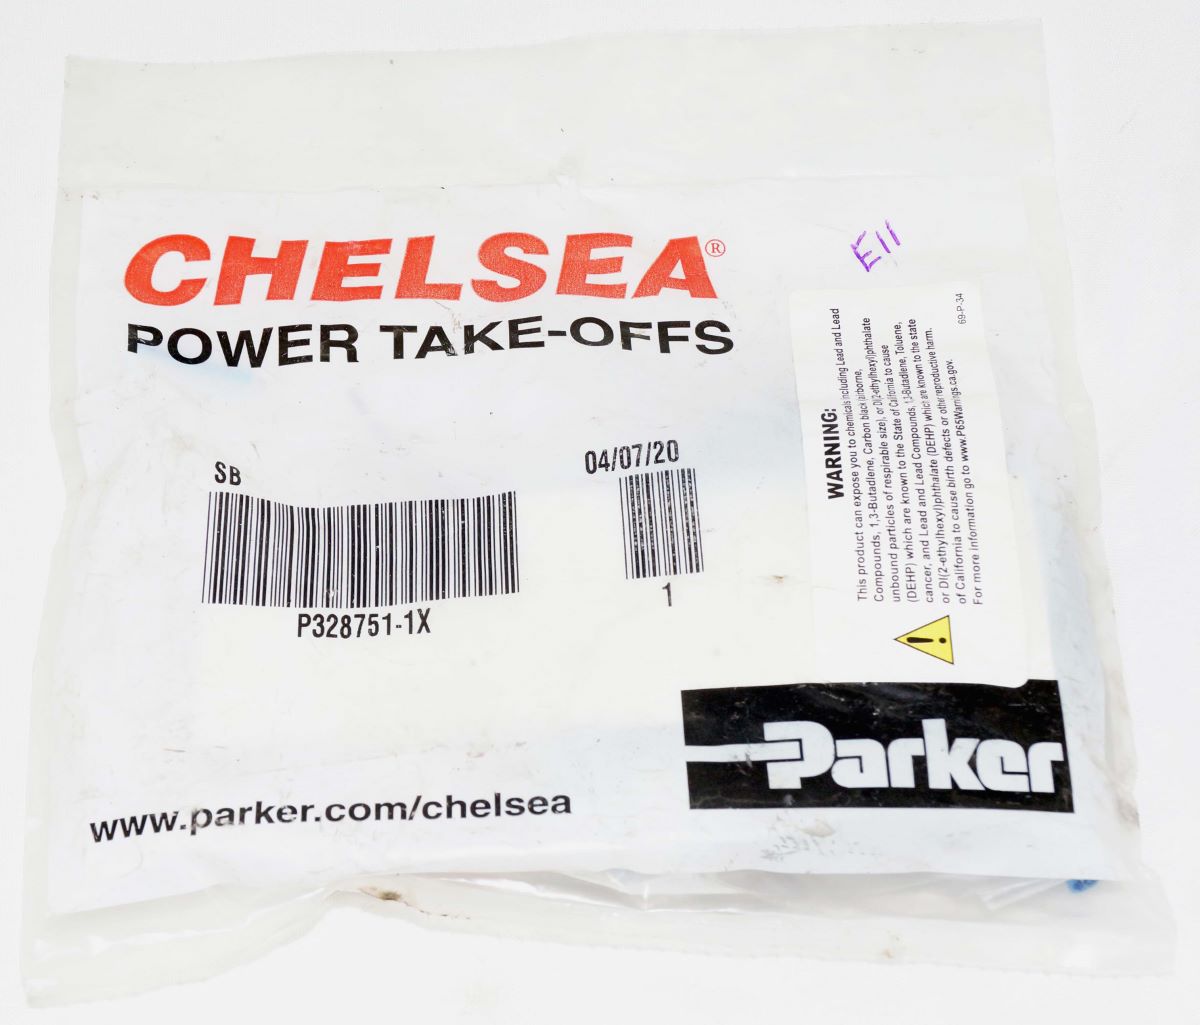 CHELSEA®
POWER TAKE-OFFS
E11
SB
04/07/20
P328751-1X
1
WARNING:
This product can expose you to chemicals including Lead and Lead
Compounds, 1,3-Butadiene, Carbon black (airborne,
unbound particles of respirable size), or Di(2-ethylhexyl)phthalate
(DEHP) which are known to the State of California to cause
cancer, and Lead and Lead Compounds, 1,3-Butadiene, Toluene,
or DI(2-ethylhexyl)phthalate (DEHP) which are known to the state
of California to cause birth defects or other reproductive harm.
For more information go to www.P65Warnings.ca.gov.
69-P-34
Parker
www.parker.com/chelsea